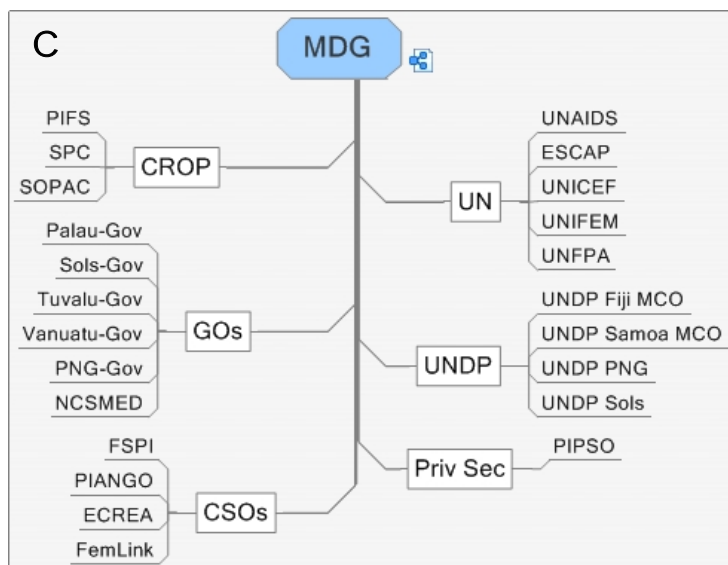 C
MDG
PIFS
SPC
SOPAC
CROP
Palau-Gov
Sols-Gov
Tuvalu-Gov
Vanuatu-Gov
PNG-Gov
NCSMED
GOs
FSPI
PIANGO
ECREA
FemLink
CSOs
UN
UNAIDS
ESCAP
UNICEF
UNIFEM
UNFPA
UNDP
UNDP Fiji MCO
UNDP Samoa MCO
UNDP PNG
UNDP Sols
Priv Sec
PIPSO